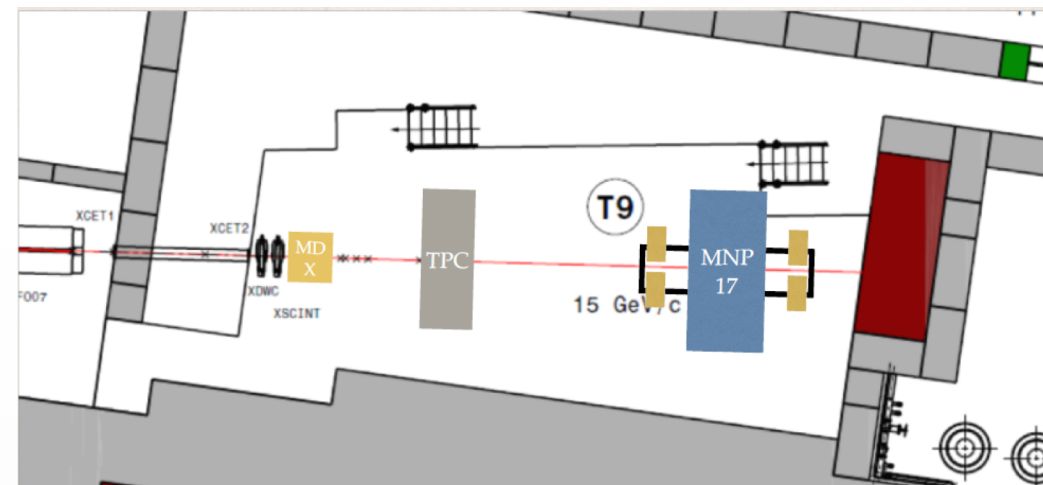 XCET1
XCET2
T9
MD
X
TPC
MNP
17
F007
XDWC
XSCINT
15 GeV/c